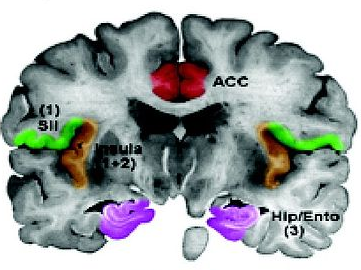 ACC
(1)
SII
Insula
(1+2)
Hip/Ento
(3)